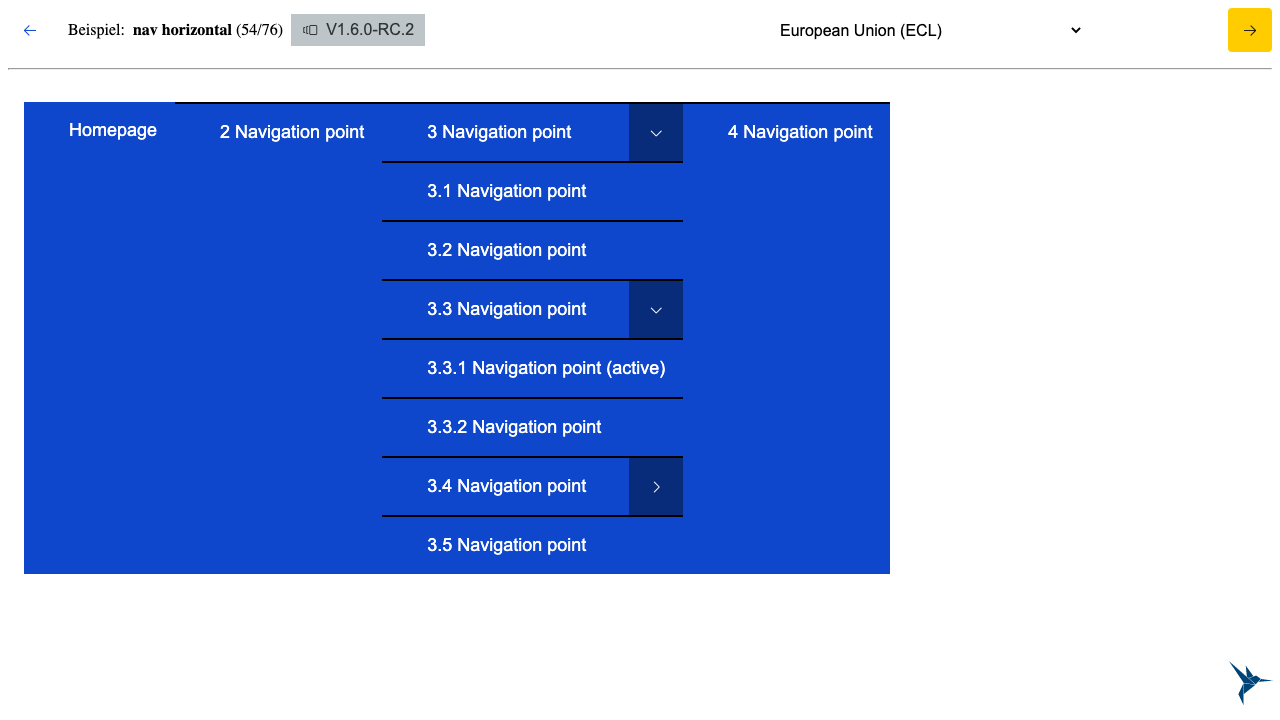 Beispiel: nav horizontal (54/76) V1.6.0-RC.2 European Union (ECL)
Homepage 2 Navigation point 3 Navigation point 4 Navigation point
3.1 Navigation point
3.2 Navigation point
3.3 Navigation point
3.3.1 Navigation point (active)
3.3.2 Navigation point
3.4 Navigation point
3.5 Navigation point